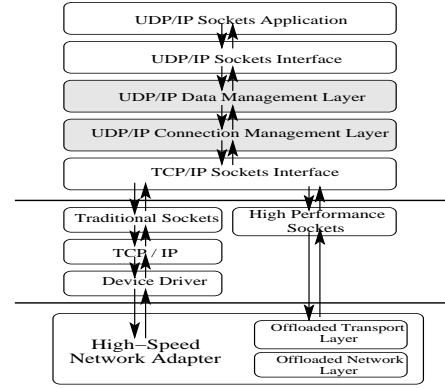 UDP/IP Sockets Application
UDP/IP Sockets Interface
UDP/IP Data Management Layer
UDP/IP Connection Management Layer
TCP/IP Sockets Interface
Traditional Sockets
High Performance
Sockets
TCP / IP
Device Driver
High–Speed
Network Adapter
Offloaded Transport
Layer
Offloaded Network
Layer